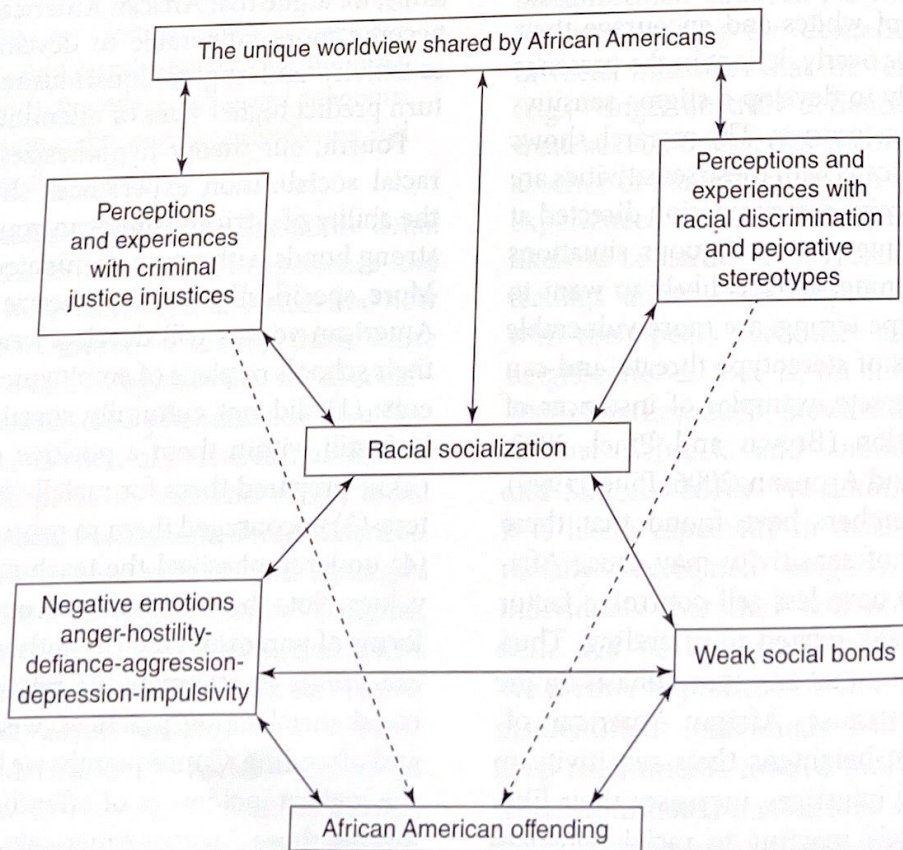 The unique worldview shared by African Americans
Perceptions
and experiences
with criminal
justice injustices
Perceptions and
experiences with
racial discrimination
and pejorative
stereotypes
Racial socialization
Negative emotions
anger-hostility-
defiance-aggression-
depression-impulsivity
Weak social bonds
African American offending